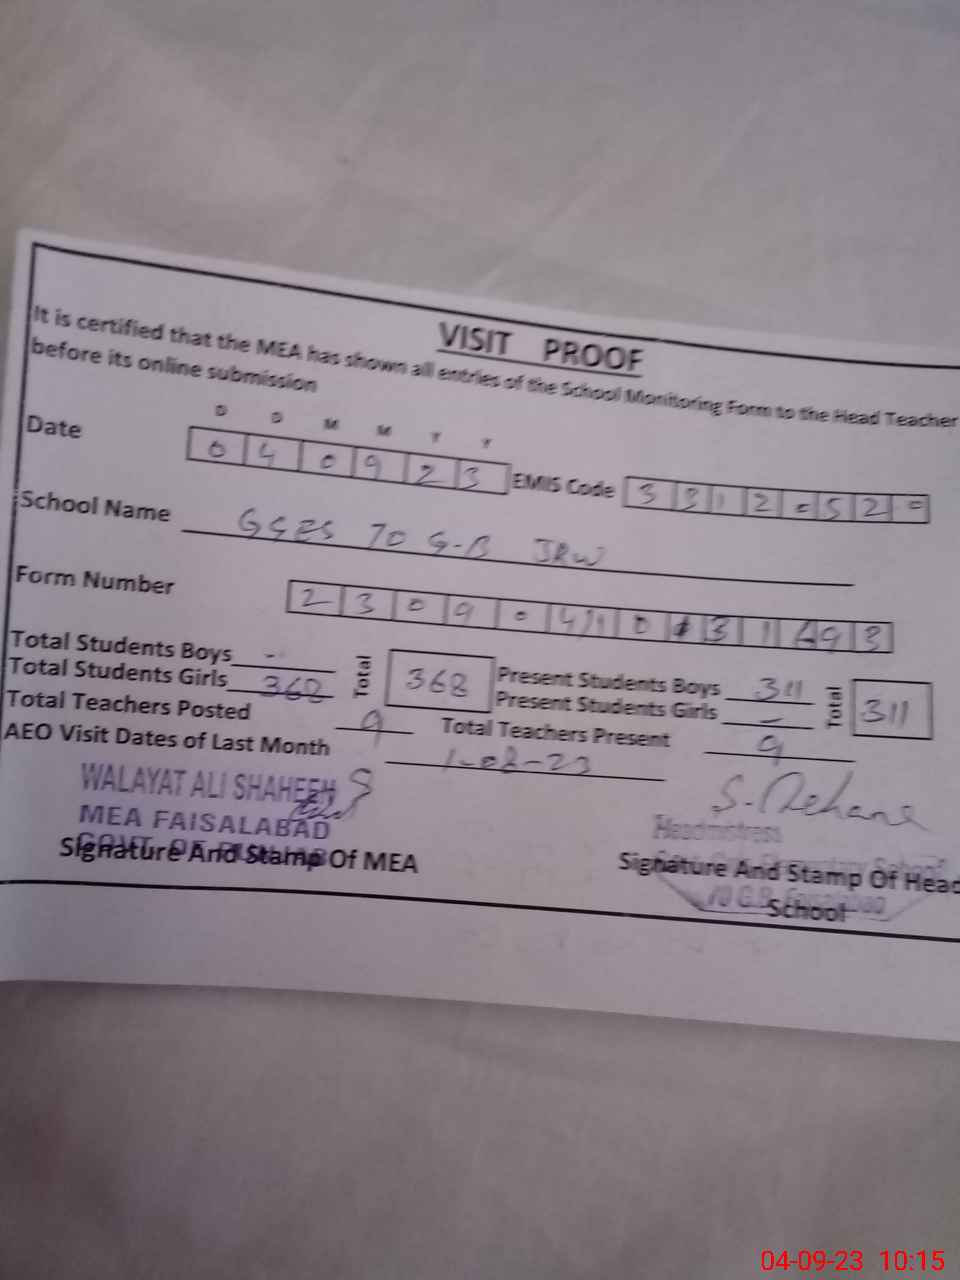 VISIT PROOF
It is certified that the MEA has shown all entries of the School Monitoring Form to the Head Teacher
before its online submission
D D M M Y Y
Date 0 4 0 9 2 3 EMIS Code 3 3 1 2 0 5 2 0
School Name GGES 70 G-B JRW
Form Number 2 3 0 9 0 4 1 0 3 1 9 3
Total Students Boys - Total 368 Present Students Boys 311 Total 311
Total Students Girls 368 Present Students Girls -
Total Teachers Posted 9 Total Teachers Present 9
AEO Visit Dates of Last Month 1-08-23
WALAYAT ALI SHAHEEN
MEA FAISALABAD
S. Rehana
Headmistress
Signature And Stamp Of MEA
Signature And Stamp Of Head
School
04-09-23 10:15